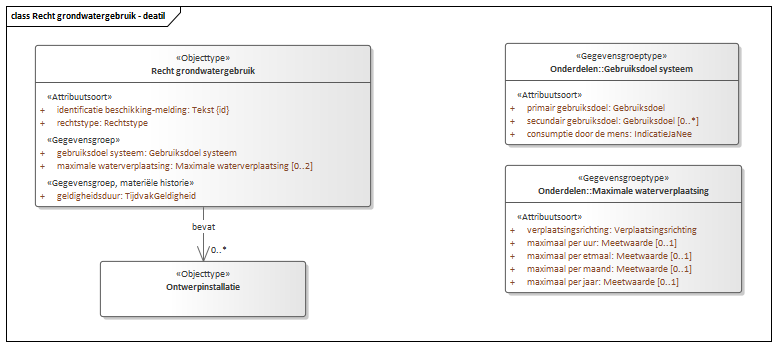 class Recht grondwatergebruik - deatil
«Objecttype»
Recht grondwatergebruik
«Attribuutsoort»
+ identificatie beschikking-melding: Tekst {id}
+ rechtstype: Rechtstype
«Gegevensgroep»
+ gebruiksdoel systeem: Gebruiksdoel systeem
+ maximale waterverplaatsing: Maximale waterverplaatsing [0..2]
«Gegevensgroep, materiële historie»
+ geldigheidsduur: TijdvakGeldigheid
bevat
0..*
«Objecttype»
Ontwerpinstallatie
«Gegevensgroeptype»
Onderdelen::Gebuiksdoel systeem
«Attribuutsoort»
+ primair gebuiksdoel: Gebruiksdoel
+ secundair gebuiksdoel: Gebruiksdoel [0..*]
+ consumptie door de mens: IndicatieJaNee
«Gegevensgroeptype»
Onderdelen::Maximale waterverplaatsing
«Attribuutsoort»
+ verplaatsingsrichting: Verplaatsingsrichting
+ maximaal per uur: Meetwaarde [0..1]
+ maximaal per etmaal: Meetwaarde [0..1]
+ maximaal per maand: Meetwaarde [0..1]
+ maximaal per jaar: Meetwaarde [0..1]